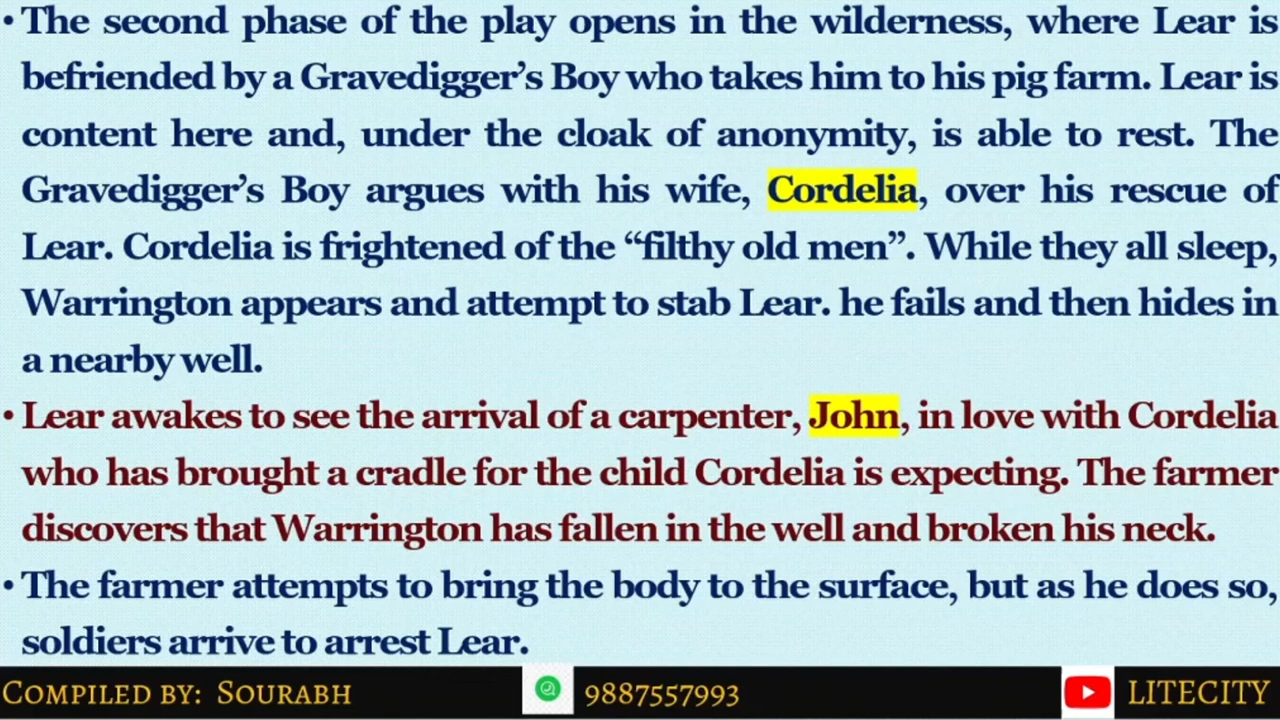 • The second phase of the play opens in the wilderness, where Lear is
befriended by a Gravedigger’s Boy who takes him to his pig farm. Lear is
content here and, under the cloak of anonymity, is able to rest. The
Gravedigger’s Boy argues with his wife, Cordelia, over his rescue of
Lear. Cordelia is frightened of the “filthy old men”. While they all sleep,
Warrington appears and attempt to stab Lear. he fails and then hides in
a nearby well.
• Lear awakes to see the arrival of a carpenter, John, in love with Cordelia
who has brought a cradle for the child Cordelia is expecting. The farmer
discovers that Warrington has fallen in the well and broken his neck.
• The farmer attempts to bring the body to the surface, but as he does so,
soldiers arrive to arrest Lear.
COMPILED BY: SOURABH 9887557993 LITECITY